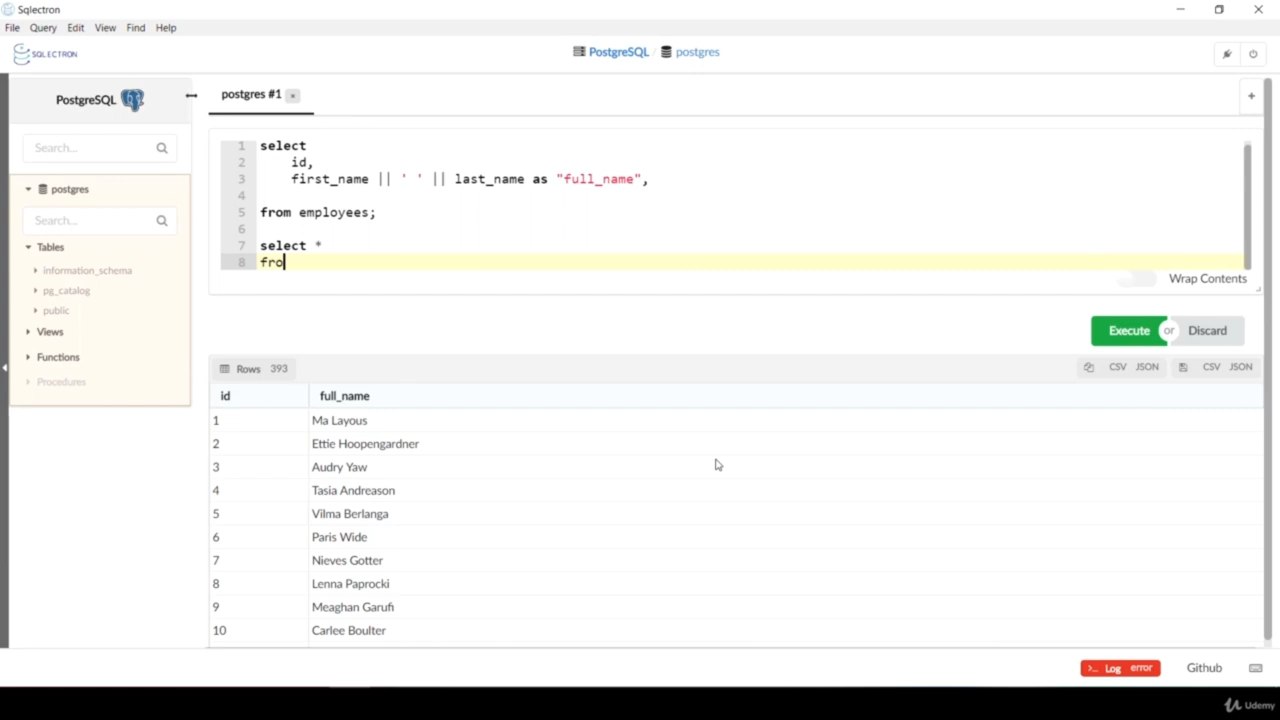 Sqlectron
File Query Edit View Find Help
SQLECTRON
PostgreSQL / postgres
PostgreSQL
postgres #1
Search...
postgres
Search...
Tables
information_schema
pg_catalog
public
Views
Functions
Procedures
1 select
2 id,
3 first_name || ' ' || last_name as "full_name",
4
5 from employees;
6
7 select *
8 fro
Wrap Contents
Execute or Discard
Rows 393
CSV JSON CSV JSON
id full_name
1 Ma Layous
2 Ettie Hoopengardner
3 Audry Yaw
4 Tasia Andreason
5 Vilma Berlanga
6 Paris Wide
7 Nieves Gotter
8 Lenna Paprocki
9 Meaghan Garufi
10 Carlee Boulter
>_ Log error Github
Udemy